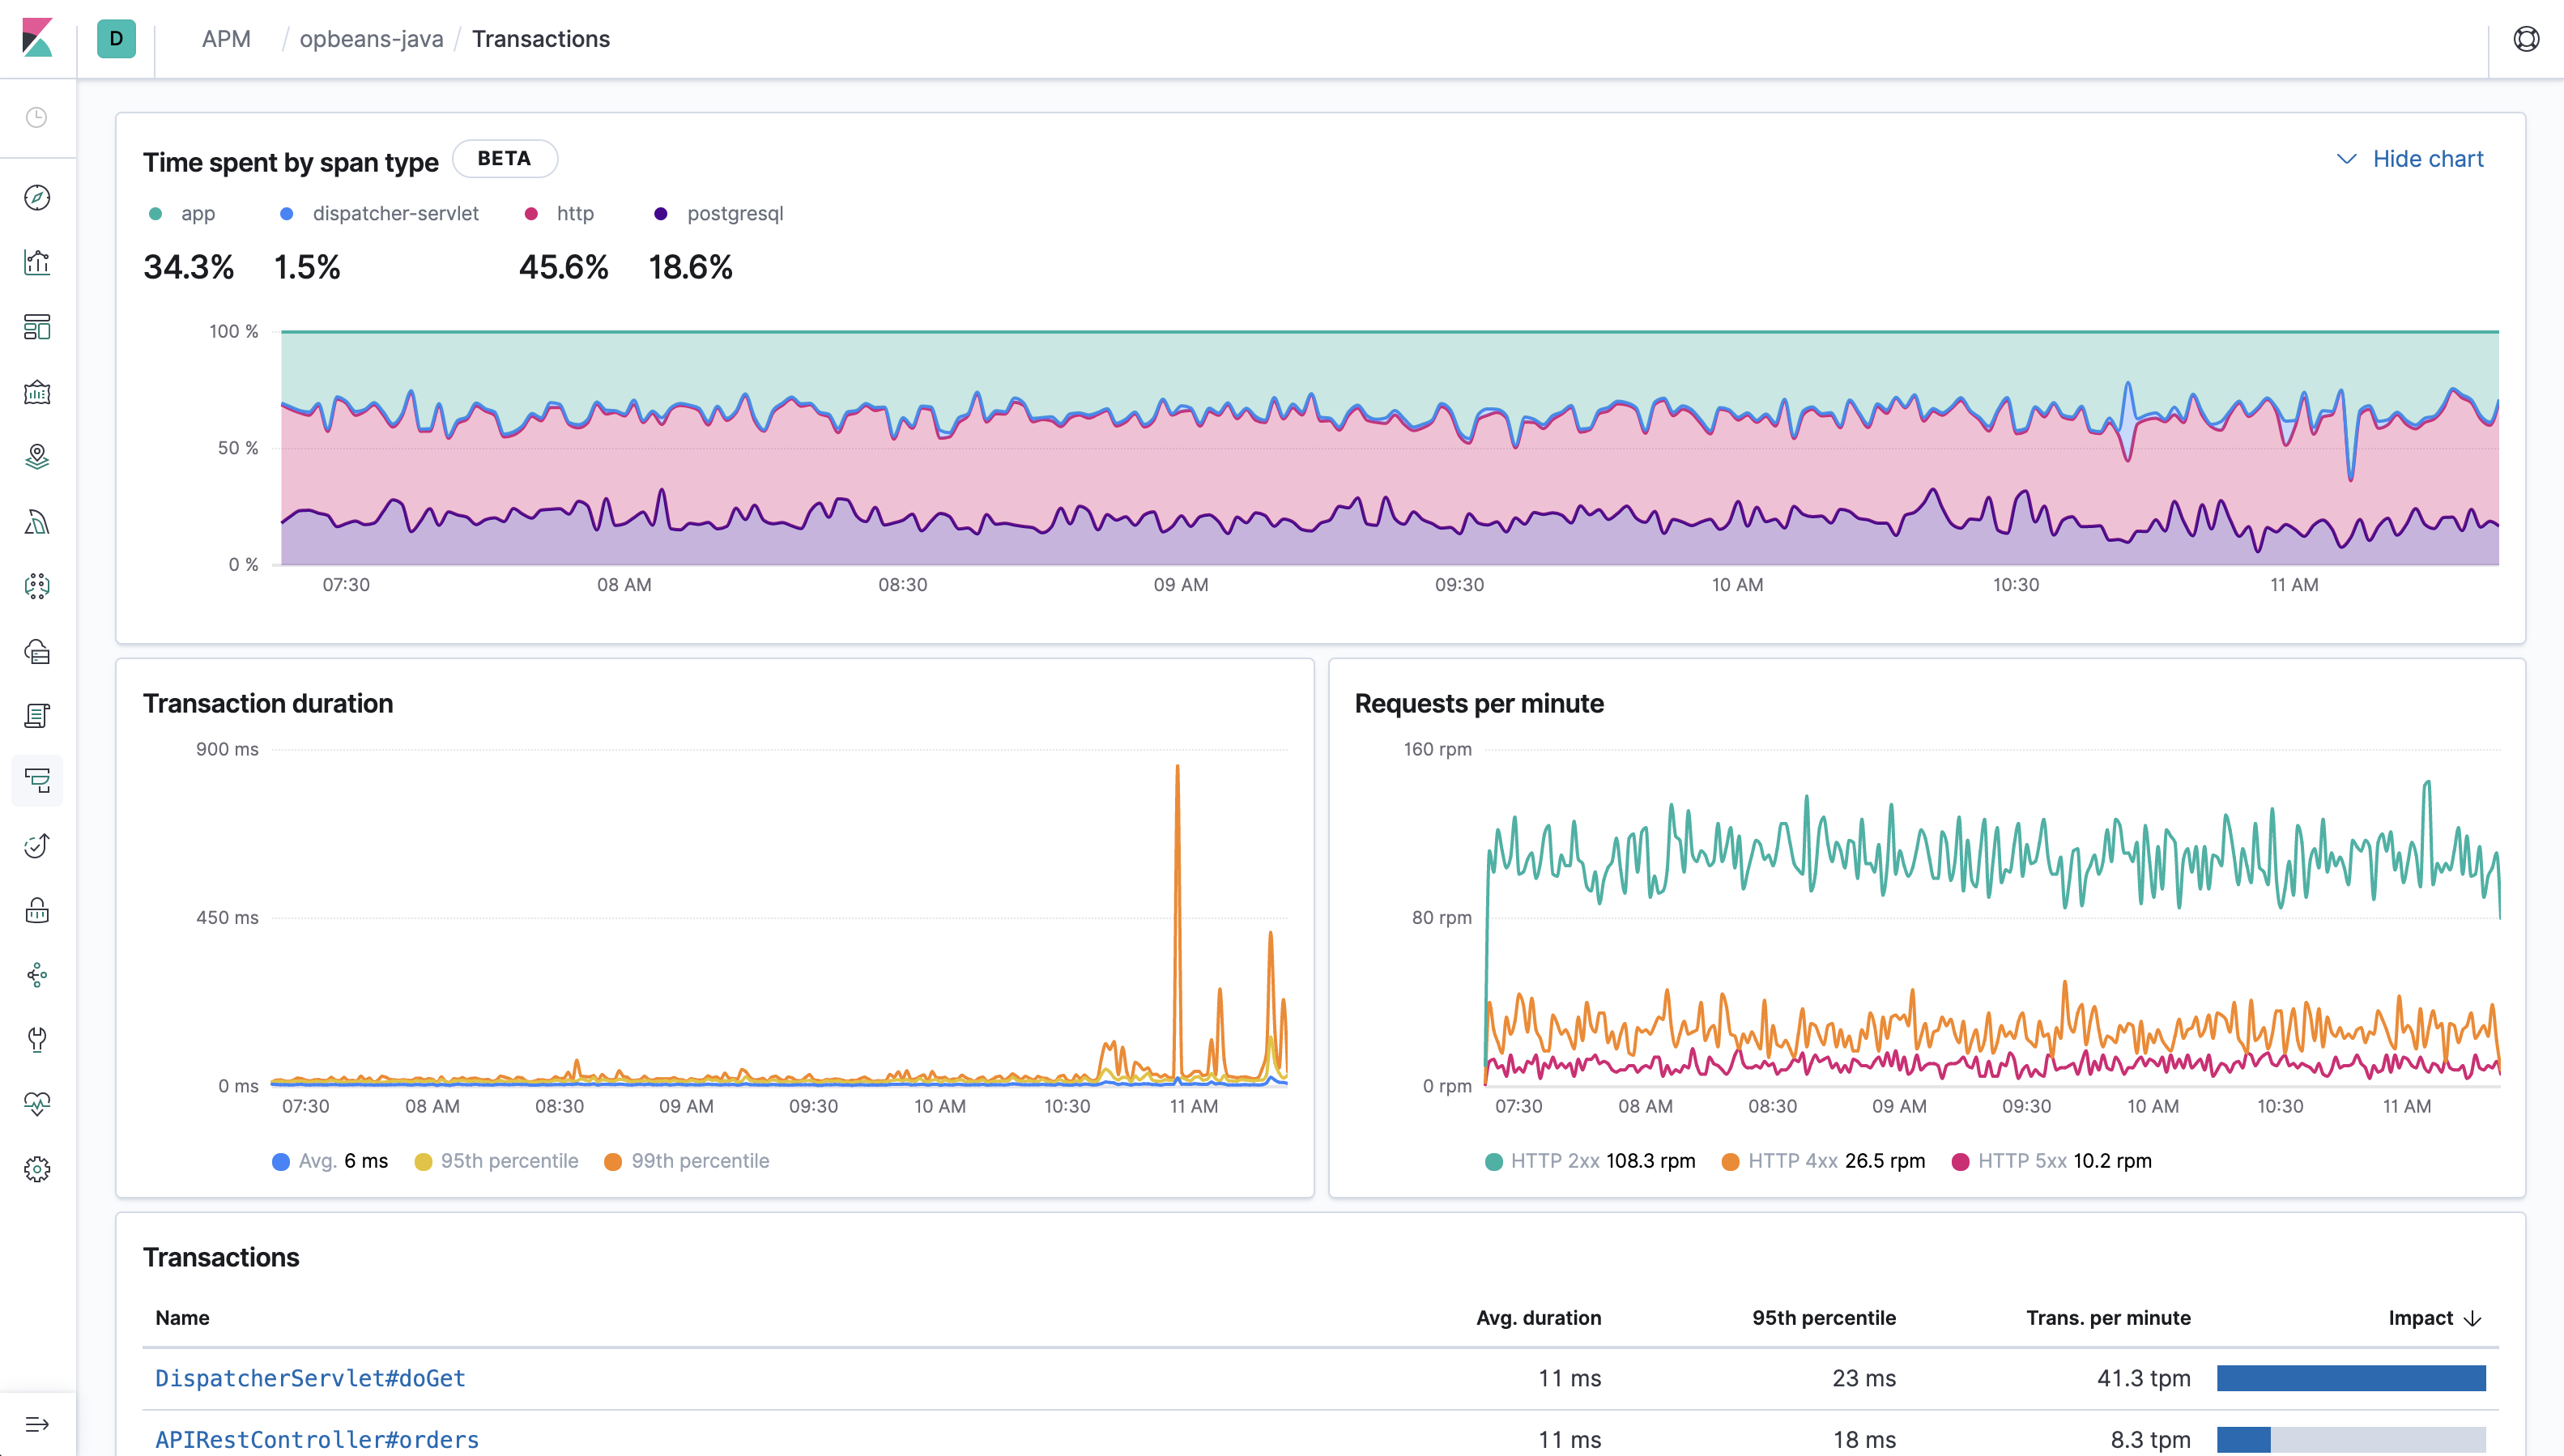 D APM / opbeans-java / Transactions
Time spent by span type BETA Hide chart
app dispatcher-servlet http postgresql
34.3% 1.5% 45.6% 18.6%
100 %
50 %
0 %
07:30 08 AM 08:30 09 AM 09:30 10 AM 10:30 11 AM
Transaction duration
900 ms
450 ms
0 ms
07:30 08 AM 08:30 09 AM 09:30 10 AM 10:30 11 AM
Avg. 6 ms 95th percentile 99th percentile
Requests per minute
160 rpm
80 rpm
0 rpm
07:30 08 AM 08:30 09 AM 09:30 10 AM 10:30 11 AM
HTTP 2xx 108.3 rpm HTTP 4xx 26.5 rpm HTTP 5xx 10.2 rpm
Transactions
Name Avg. duration 95th percentile Trans. per minute Impact
DispatcherServlet#doGet 11 ms 23 ms 41.3 tpm
APIRestController#orders 11 ms 18 ms 8.3 tpm